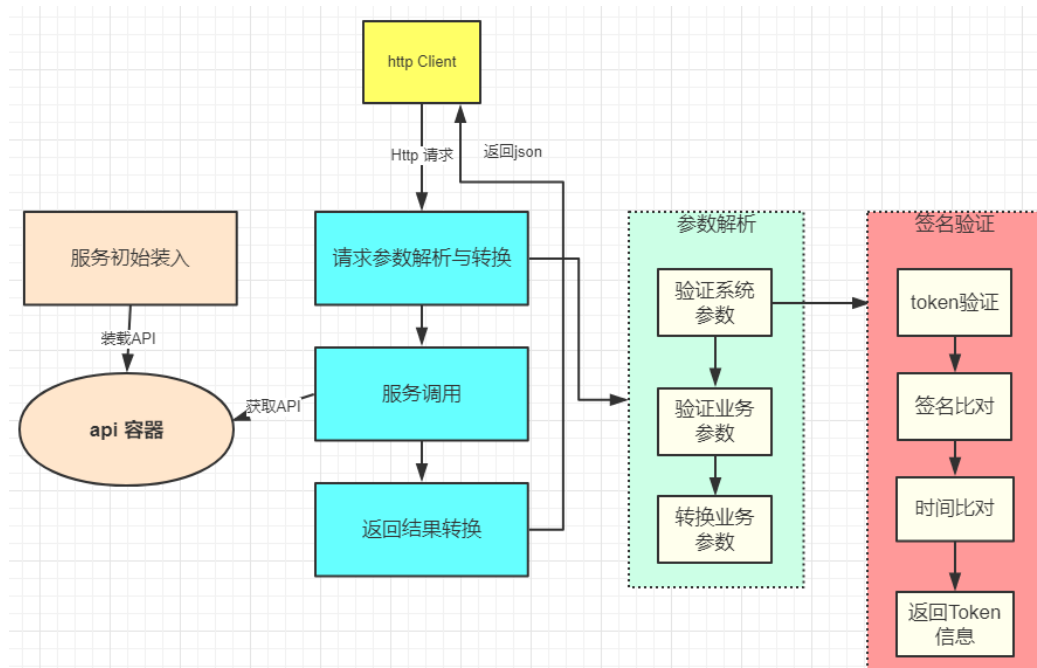 http Client
Http 请求
返回json
服务初始装入
装载API
api 容器
请求参数解析与转换
服务调用
获取API
返回结果转换
参数解析
验证系统
参数
验证业务
参数
转换业务
参数
签名验证
token验证
签名比对
时间比对
返回Token
信息